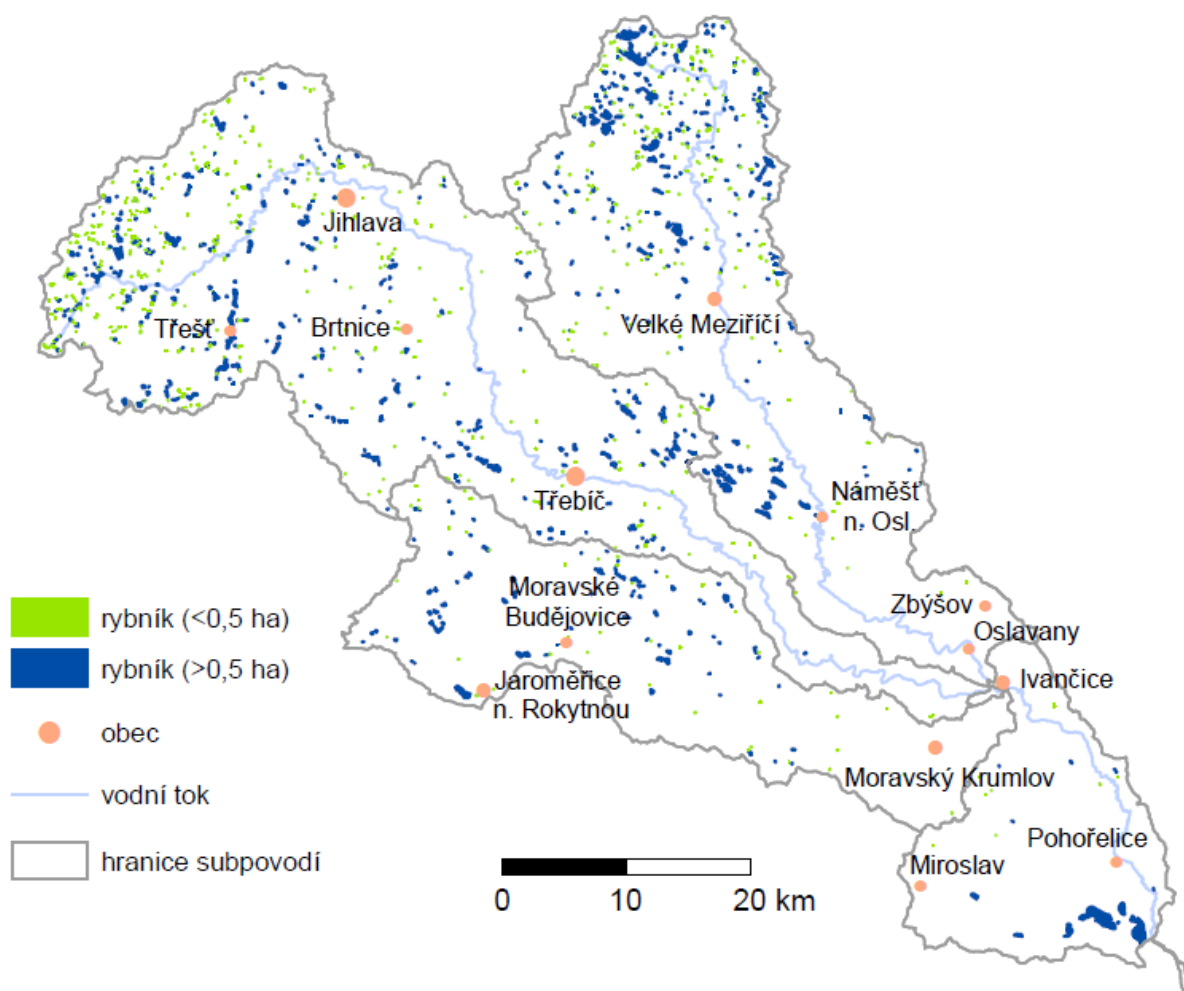 Jihlava
Velké Meziříčí
Třešť
Brtnice
Třebíč
Náměšť
n. Osl.
Moravské
Budějovice
Zbýšov
Oslavany
Ivančice
Jaroměřice
n. Rokytnou
Moravský Krumlov
Pohořelice
Miroslav
rybník (<0,5 ha)
rybník (>0,5 ha)
obec
vodní tok
hranice subpovodí
0 10 20 km